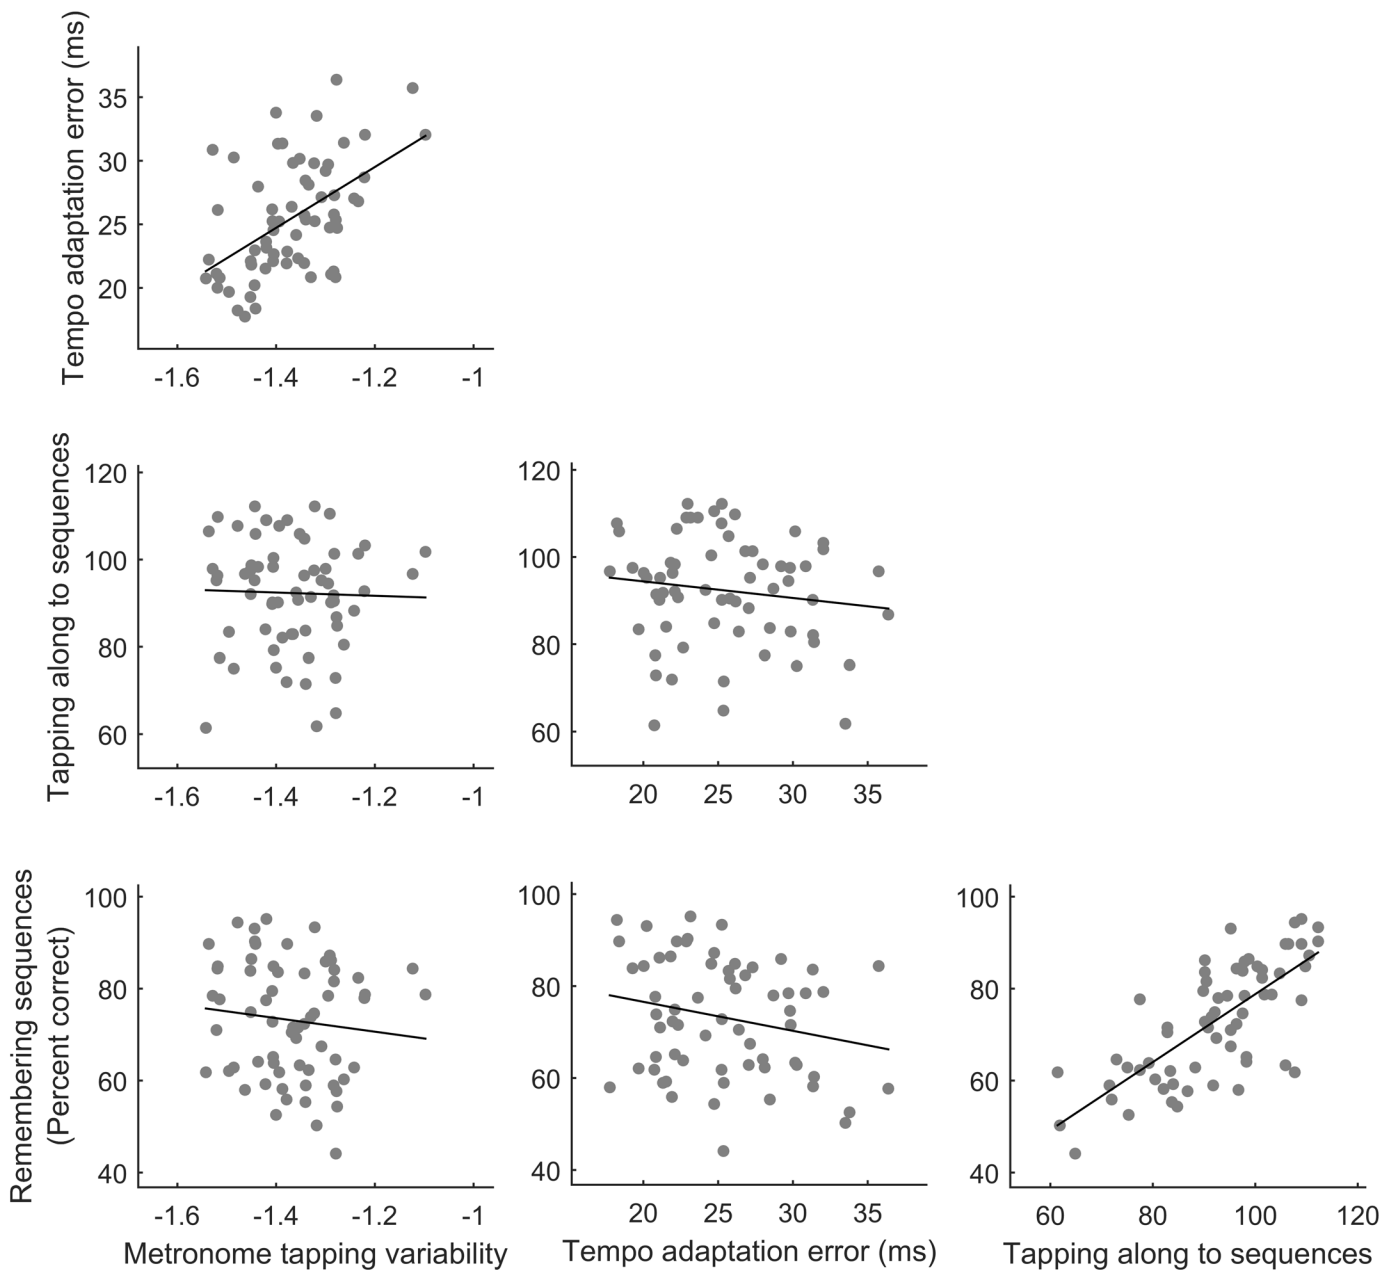 Tempo adaptation error (ms)
35
30
25
20
-1.6 -1.4 -1.2 -1
Tapping along to sequences
120
100
80
60
-1.6 -1.4 -1.2 -1
120
100
80
60
20 25 30 35
Remembering sequences
(Percent correct)
100
80
60
40
-1.6 -1.4 -1.2 -1
Metronome tapping variability
100
80
60
40
20 25 30 35
Tempo adaptation error (ms)
100
80
60
40
60 80 100 120
Tapping along to sequences